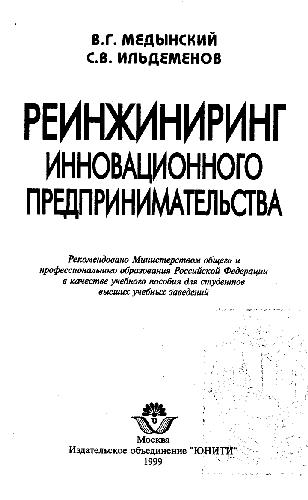 В.Г. МЕДЫНСКИЙ
С.В. ИЛЬДЕМЕНОВ
РЕИНЖИНИРИНГ
ИННОВАЦИОННОГО
ПРЕДПРИНИМАТЕЛЬСТВА
Рекомендовано Министерством общего и
профессионального образования Российской Федерации
в качестве учебного пособия для студентов
высших учебных заведений
Москва
Издательское объединение "ЮНИТИ"
1999